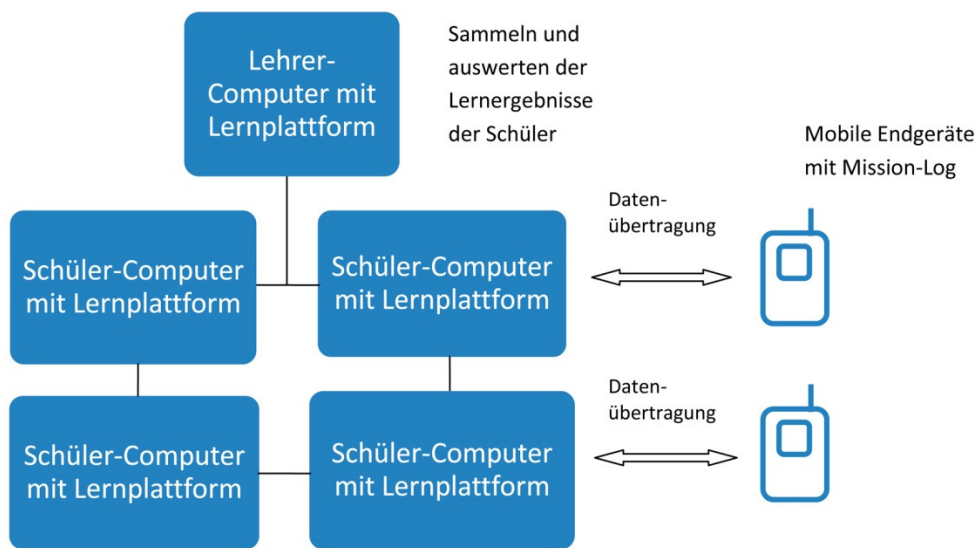 Lehrer-
Computer mit
Lernplattform
Sammeln und
auswerten der
Lernergebnisse
der Schüler
Mobile Endgeräte
mit Mission-Log
Schüler-Computer
mit Lernplattform
Schüler-Computer
mit Lernplattform
Daten-
übertragung
Schüler-Computer
mit Lernplattform
Schüler-Computer
mit Lernplattform
Daten-
übertragung